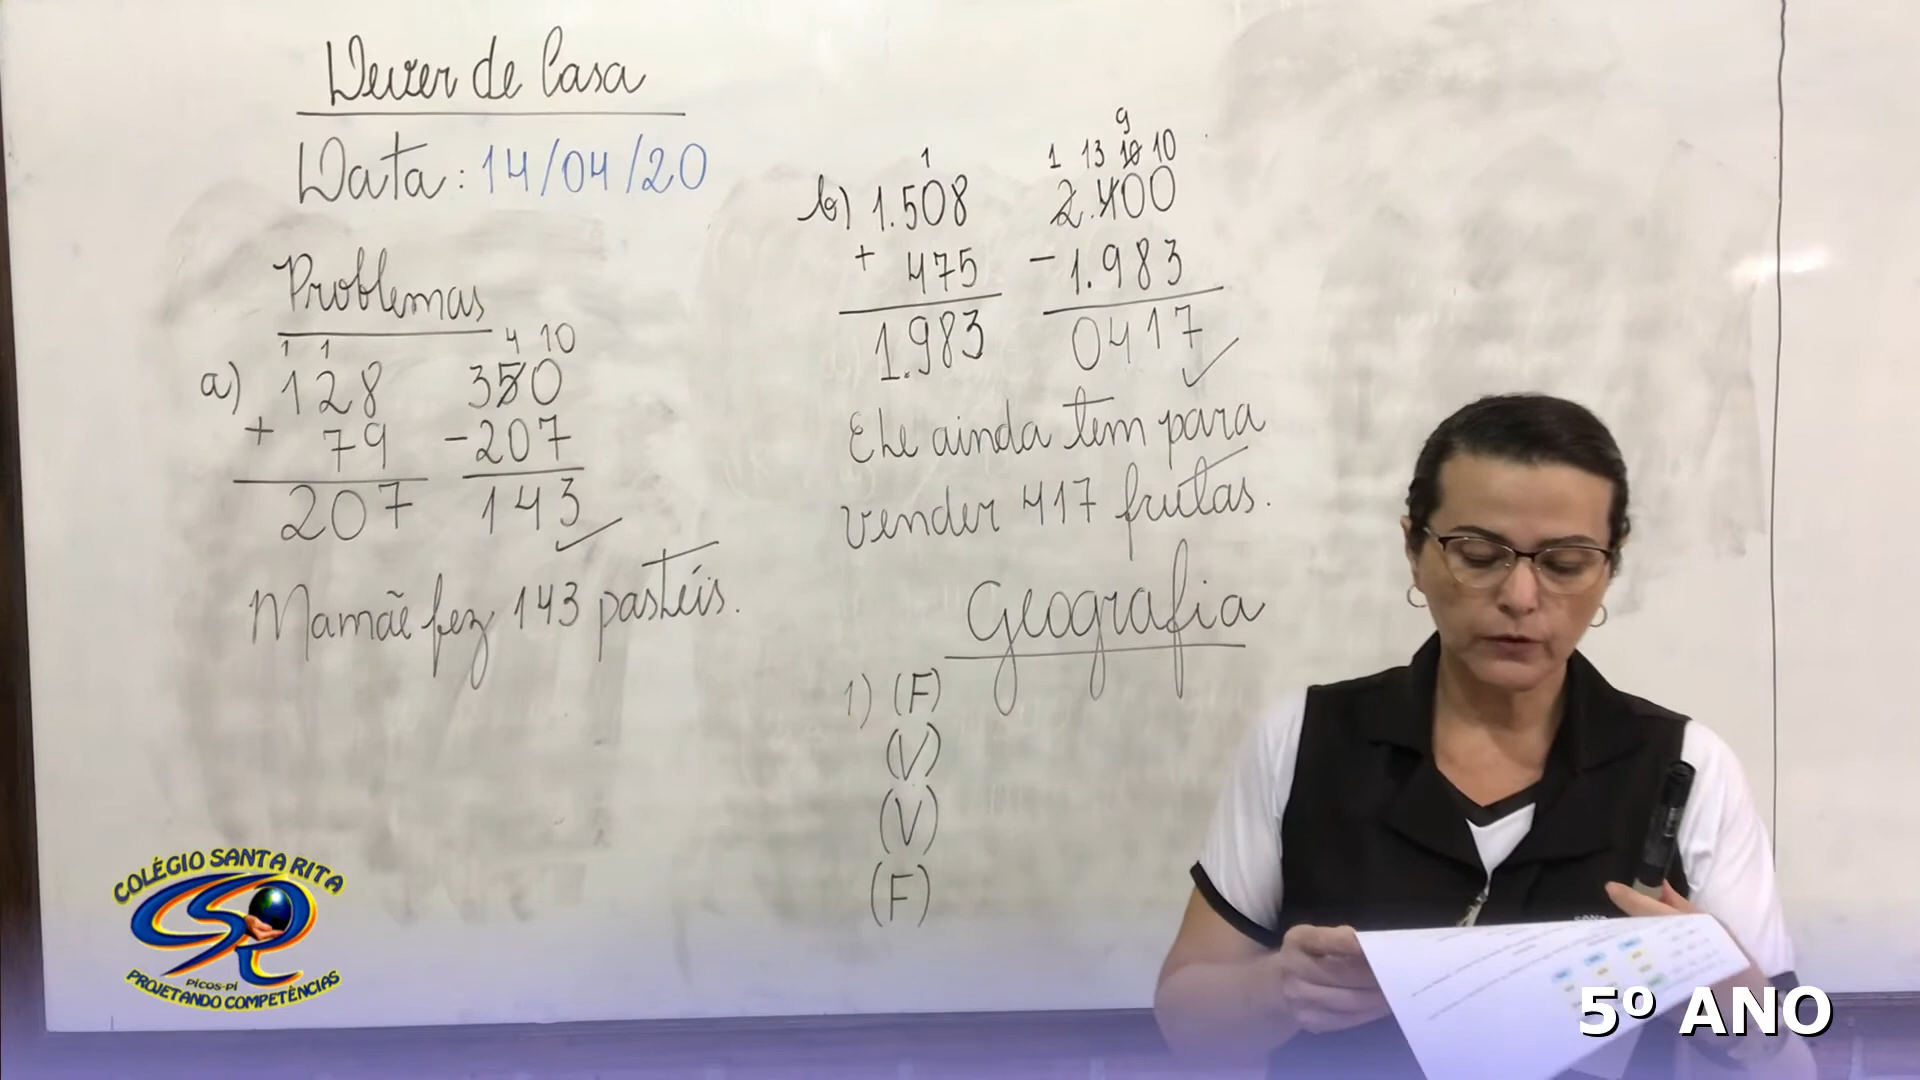 Dever de Casa
Data: 14/04/20
Problemas
1 1
4 10
a) 128
350
+ 79
-207
207
143
Mamãe fez 143 pastéis.
1
9
1 13 10 10
b) 1.508
2.400
+ 475
-1.983
1.983
0417
Ele ainda tem para
vender 417 frutas.
Geografia
1) (F)
(V)
(V)
(F)
COLÉGIO SANTA RITA
CSR
PICOS-PI
PROJETANDO COMPETÊNCIAS
5º ANO